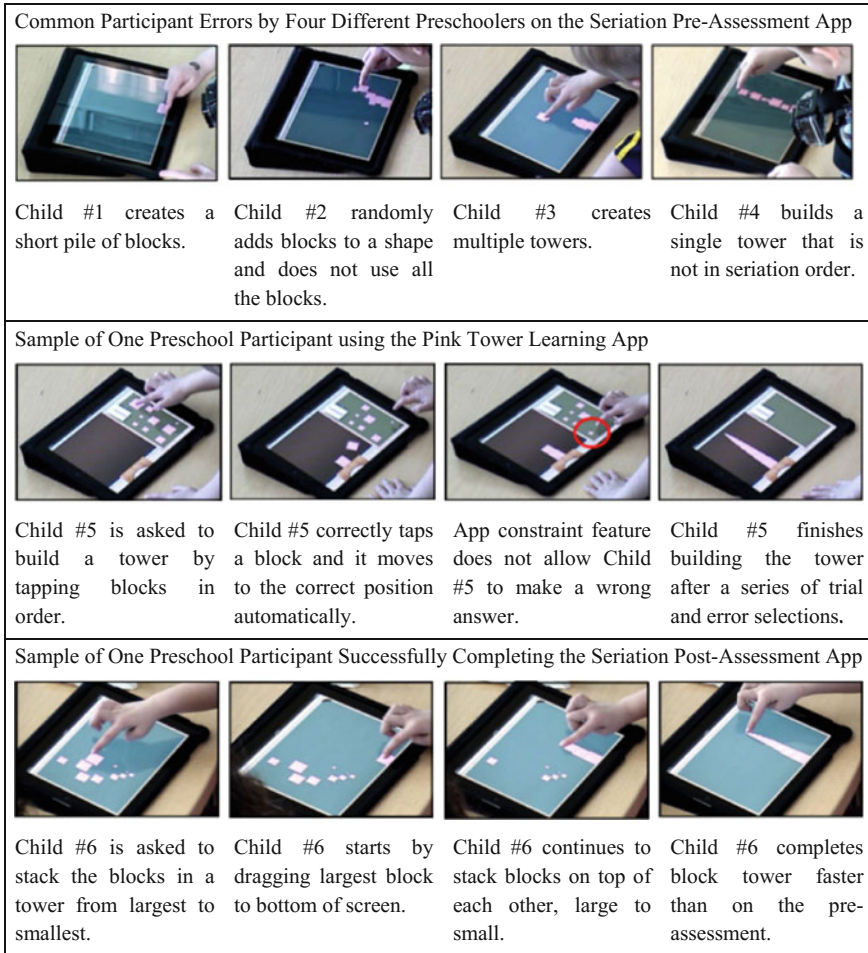 Common Participant Errors by Four Different Preschoolers on the Seriation Pre-Assessment App
Child #1 creates a
short pile of blocks.
Child #2 randomly
adds blocks to a shape
and does not use all
the blocks.
Child #3 creates
multiple towers.
Child #4 builds a
single tower that is
not in seriation order.
Sample of One Preschool Participant using the Pink Tower Learning App
Child #5 is asked to
build a tower by
tapping blocks in
order.
Child #5 correctly taps
a block and it moves
to the correct position
automatically.
App constraint feature
does not allow Child
#5 to make a wrong
answer.
Child #5 finishes
building the tower
after a series of trial
and error selections.
Sample of One Preschool Participant Successfully Completing the Seriation Post-Assessment App
Child #6 is asked to
stack the blocks in a
tower from largest to
smallest.
Child #6 starts by
dragging largest block
to bottom of screen.
Child #6 continues to
stack blocks on top of
each other, large to
small.
Child #6 completes
block tower faster
than on the pre-
assessment.